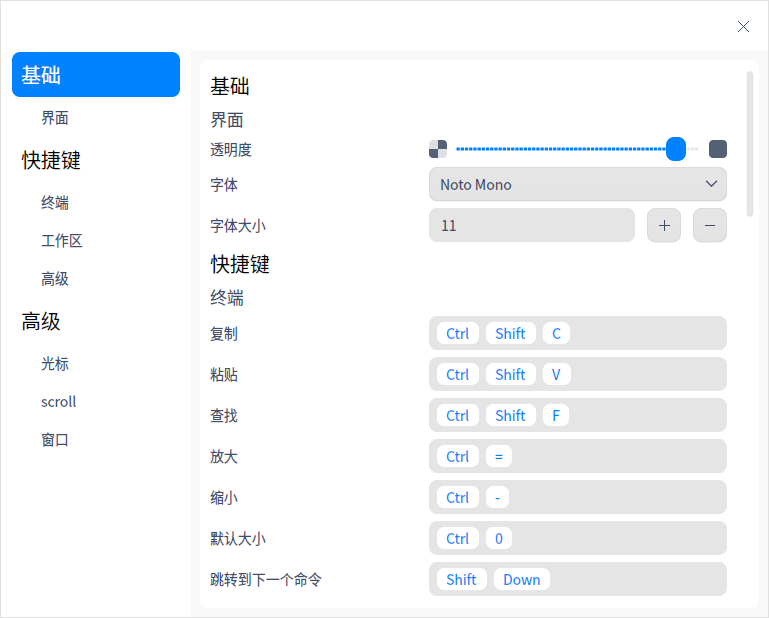 基础
界面
快捷键
终端
工作区
高级
高级
光标
scroll
窗口
基础
界面
透明度
字体 Noto Mono
字体大小 11 + −
快捷键
终端
复制 Ctrl Shift C
粘贴 Ctrl Shift V
查找 Ctrl Shift F
放大 Ctrl =
缩小 Ctrl -
默认大小 Ctrl 0
跳转到下一个命令 Shift Down